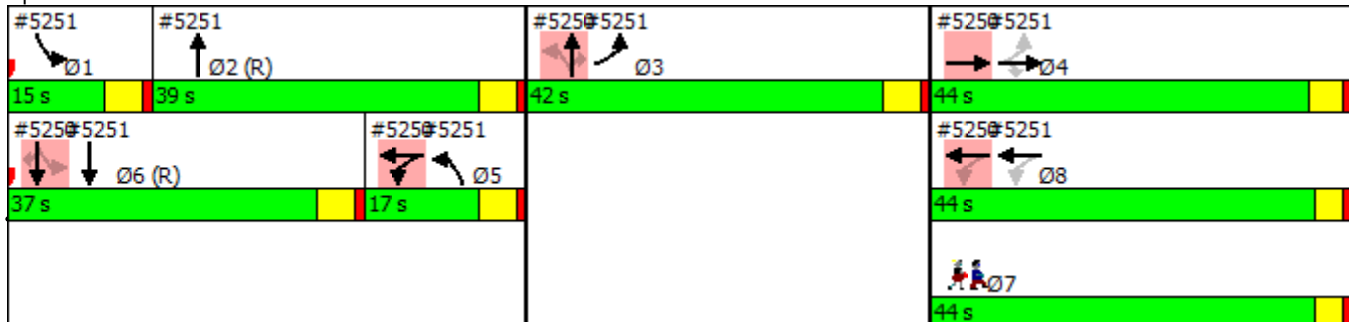 #5251 #5251 #5250#5251 #5250#5251
Ø1 Ø2 (R) Ø3 Ø4
15 s 39 s 42 s 44 s
#5250#5251 #5250#5251 #5250#5251
Ø6 (R) Ø5 Ø8
37 s 17 s 44 s
Ø7
44 s